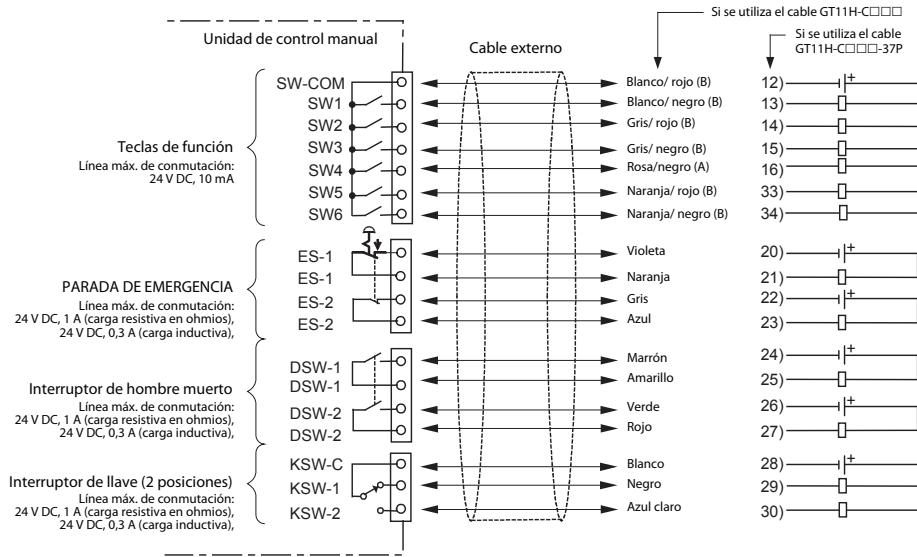 Si se utiliza el cable GT11H-C□□□
Si se utiliza el cable
GT11H-C□□□-37P
Unidad de control manual
Cable externo
Teclas de función
Línea máx. de conmutación:
24 V DC, 10 mA
SW-COM Blanco/ rojo (B) 12) +
SW1 Blanco/ negro (B) 13)
SW2 Gris/ rojo (B) 14)
SW3 Gris/ negro (B) 15)
SW4 Rosa/negro (A) 16)
SW5 Naranja/ rojo (B) 33)
SW6 Naranja/ negro (B) 34)
PARADA DE EMERGENCIA
Línea máx. de conmutación:
24 V DC, 1 A (carga resistiva en ohmios),
24 V DC, 0,3 A (carga inductiva),
ES-1 Violeta 20) +
ES-1 Naranja 21)
ES-2 Gris 22) +
ES-2 Azul 23)
Interruptor de hombre muerto
Línea máx. de conmutación:
24 V DC, 1 A (carga resistiva en ohmios),
24 V DC, 0,3 A (carga inductiva),
DSW-1 Marrón 24) +
DSW-1 Amarillo 25)
DSW-2 Verde 26) +
DSW-2 Rojo 27)
Interruptor de llave (2 posiciones)
Línea máx. de conmutación:
24 V DC, 1 A (carga resistiva en ohmios),
24 V DC, 0,3 A (carga inductiva),
KSW-C Blanco 28) +
KSW-1 Negro 29)
KSW-2 Azul claro 30)